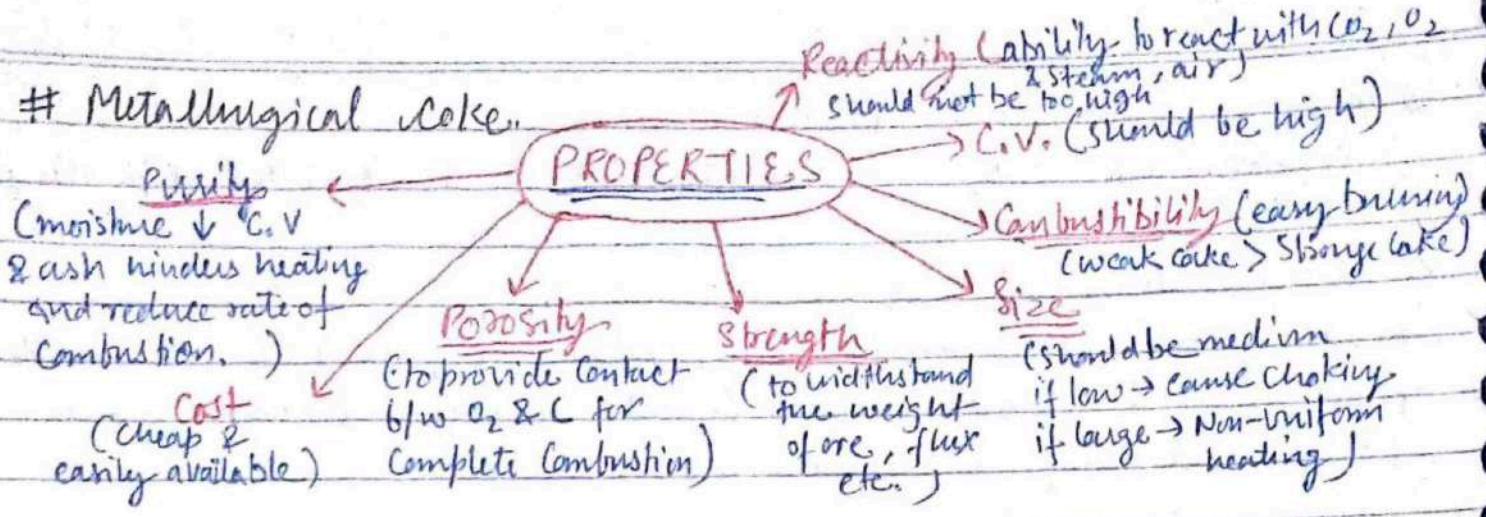 # Metallurgical Coke.
PROPERTIES
Reactivity (ability to react with CO2, O2
& steam, air)
should not be too high
C.V. (should be high)
Combustibility (easy burning)
(weak coke > Strong coke)
Size
(should be medium
if low → cause choking
if large → Non-uniform
heating)
Strength
(to widthstand
the weight
of ore, flux
etc.)
Porosity
(to provide contact
b/w O2 & C for
complete combustion)
Cost
(Cheap &
easily available)
Purity
(moisture ↓ C.V
& ash hinders heating
and reduce rate of
combustion. )